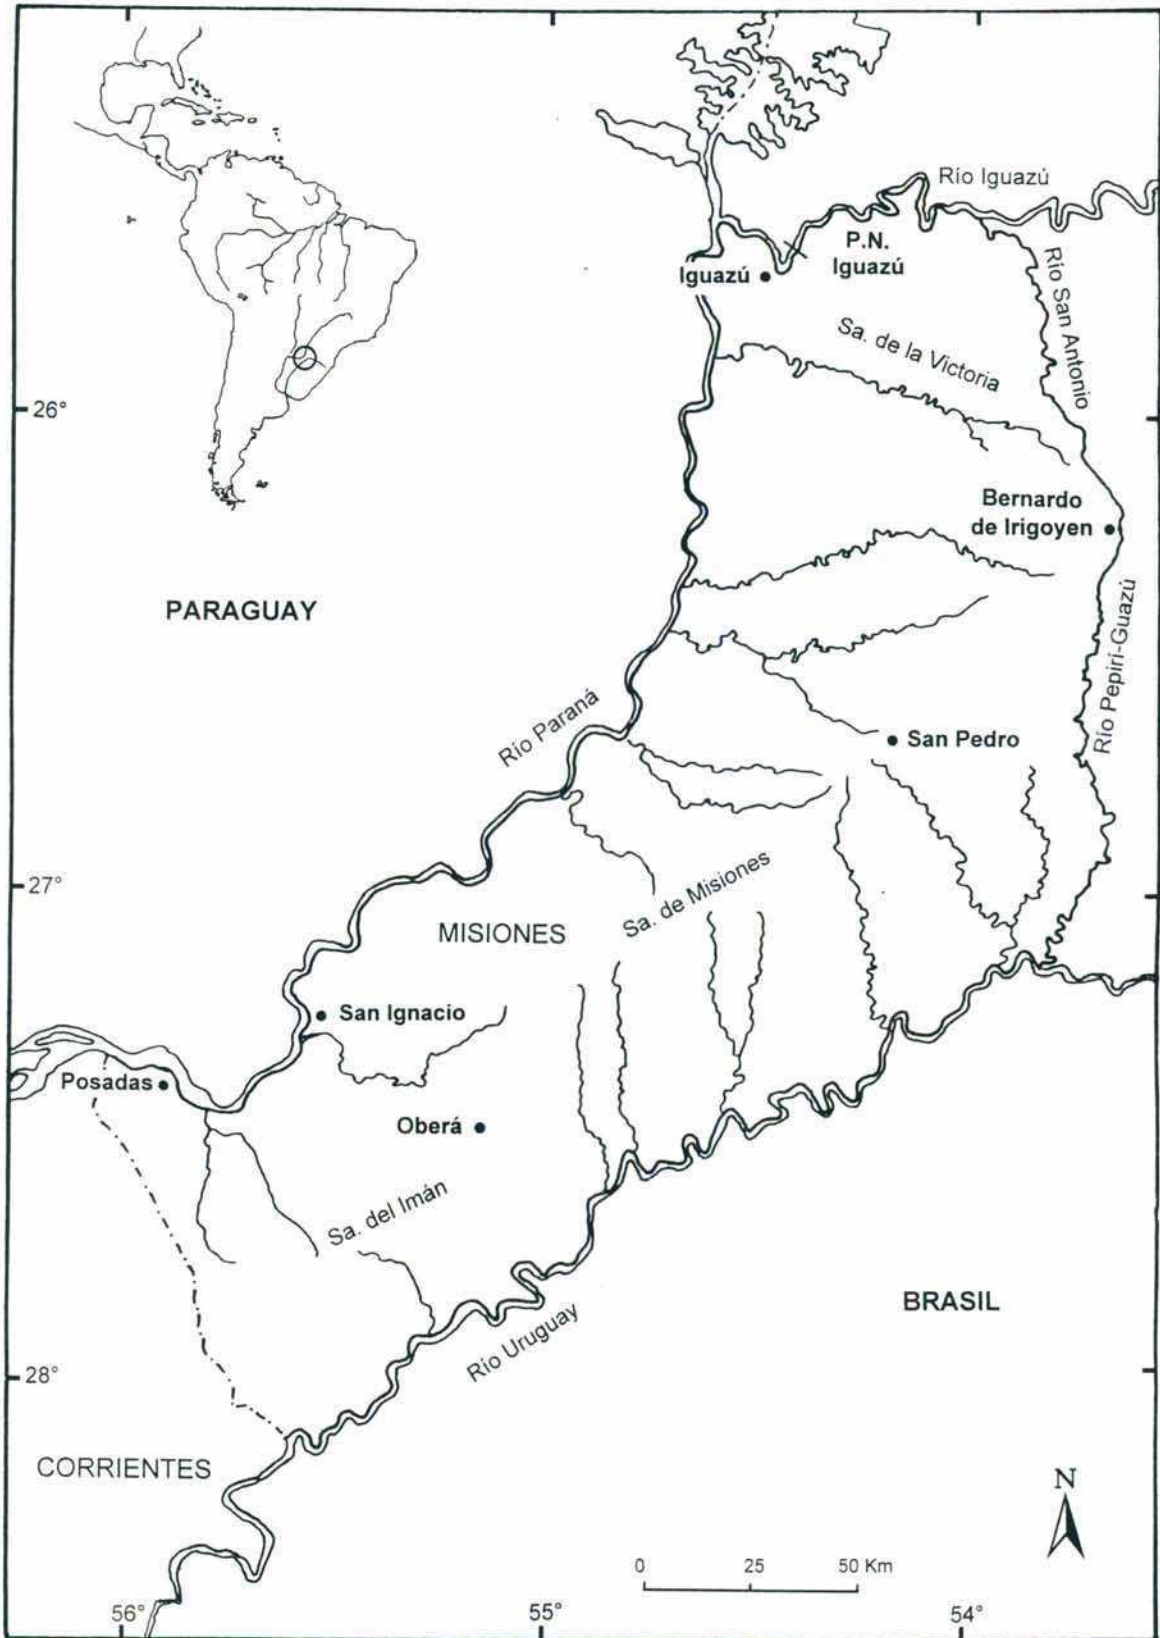 Río Iguazú
P.N.
Iguazú
Iguazú
Río San Antonio
Sa. de la Victoria
26°
Bernardo
de Irigoyen
PARAGUAY
Río Pepirí-Guazú
Río Paraná
San Pedro
27°
Sa. de Misiones
MISIONES
San Ignacio
Posadas
Oberá
Sa. del Imán
BRASIL
Río Uruguay
28°
CORRIENTES
N
0 25 50 Km
56° 55° 54°